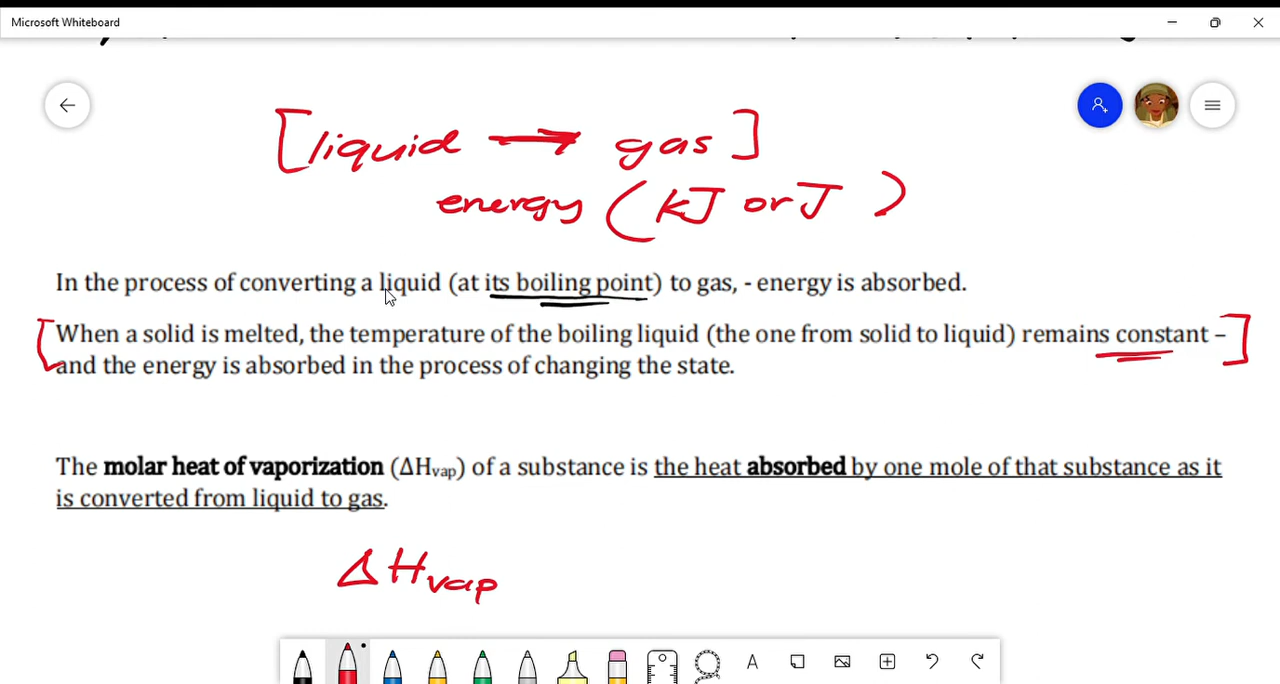 Microsoft Whiteboard
[liquid → gas]
energy (kJ or J )
In the process of converting a liquid (at its boiling point) to gas, - energy is absorbed.
[When a solid is melted, the temperature of the boiling liquid (the one from solid to liquid) remains constant –]
and the energy is absorbed in the process of changing the state.
The molar heat of vaporization (ΔHvap) of a substance is the heat absorbed by one mole of that substance as it
is converted from liquid to gas.
ΔHvap
A